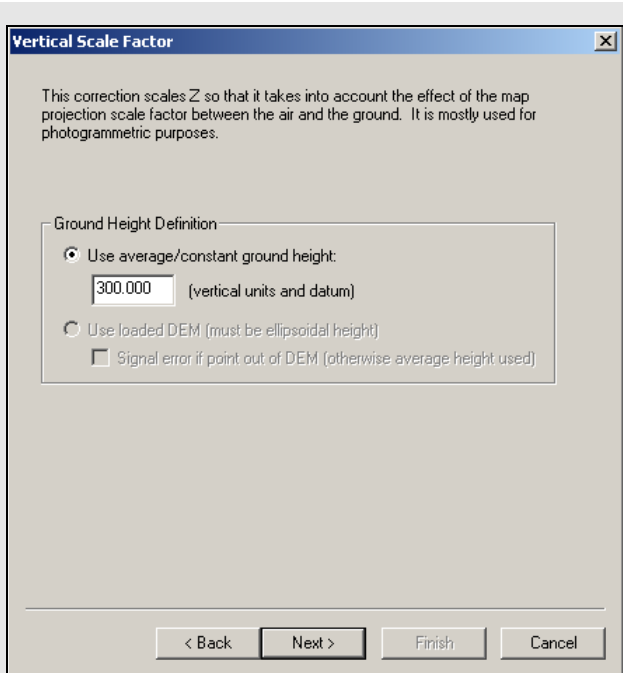 Vertical Scale Factor
This correction scales Z so that it takes into account the effect of the map
projection scale factor between the air and the ground. It is mostly used for
photogrammetric purposes.
Ground Height Definition
Use average/constant ground height:
300.000 (vertical units and datum)
Use loaded DEM (must be ellipsoidal height)
Signal error if point out of DEM (otherwise average height used)
< Back Next > Finish Cancel